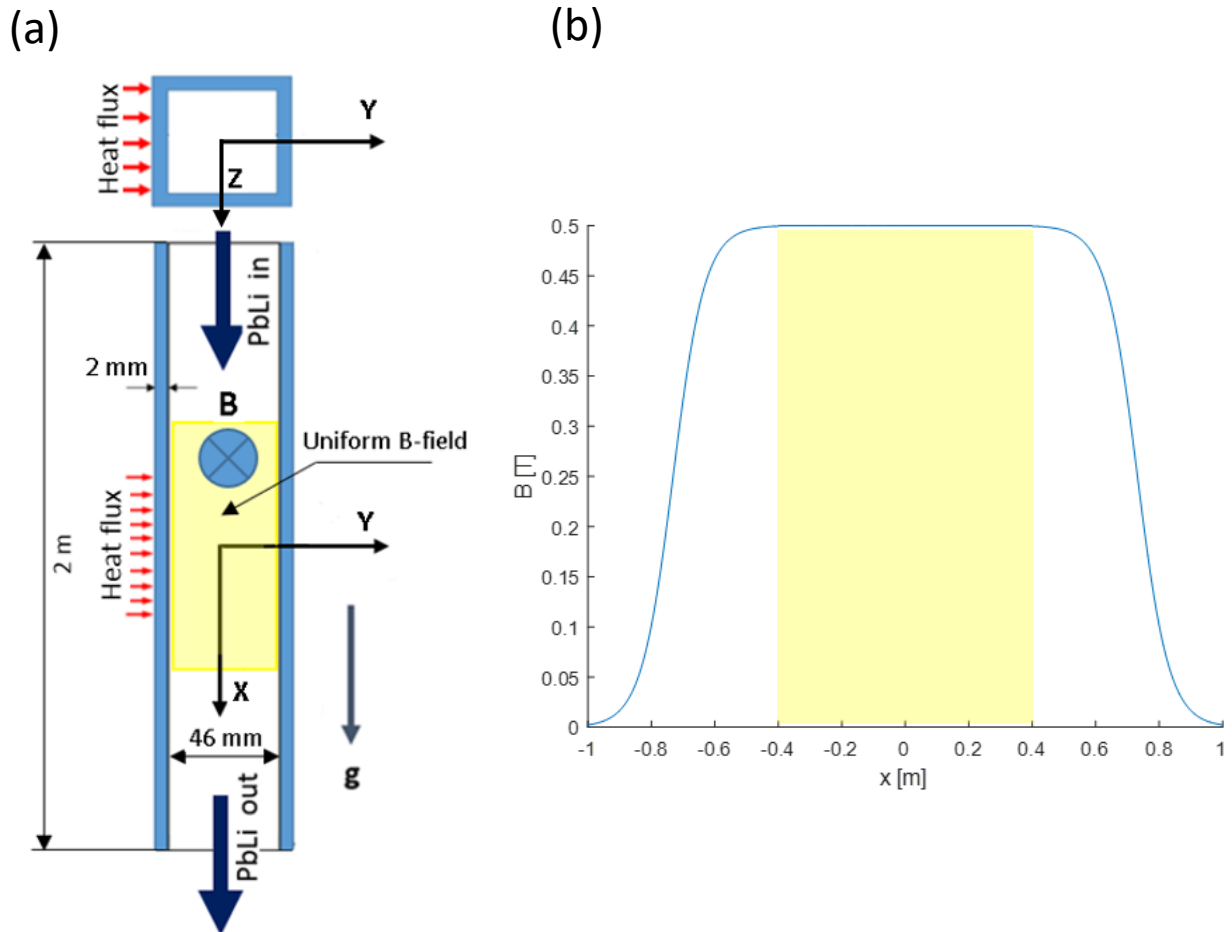 (a)
Heat flux
Y
Z
PbLi in
2 mm
B
Uniform B-field
Heat flux
Y
2 m
X
46 mm
g
PbLi out
(b)
0.5
0.45
0.4
0.35
0.3
0.25
0.2
0.15
0.1
0.05
0
B [T]
-1 -0.8 -0.6 -0.4 -0.2 0 0.2 0.4 0.6 0.8 1
x [m]